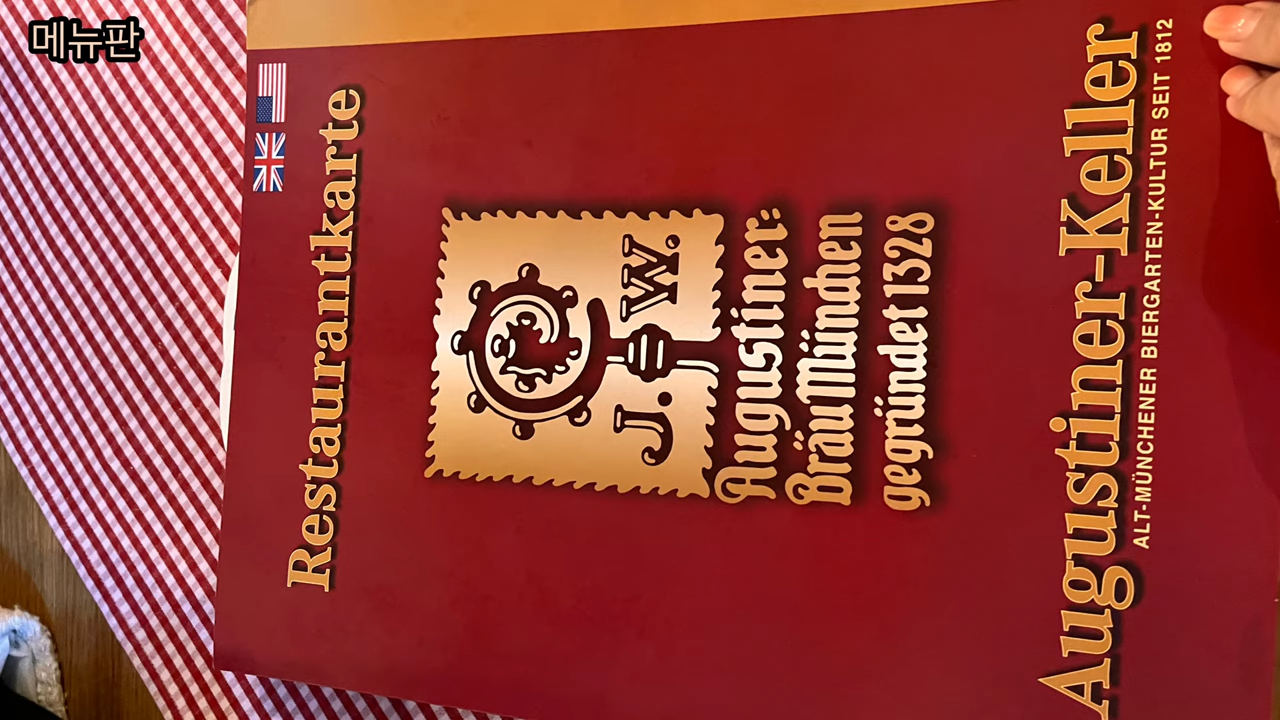 메뉴판
Restaurantkarte
J. W.
Augustiner=
Bräu München
gegründet 1328
Augustiner-Keller
ALT-MÜNCHENER BIERGARTEN-KULTUR SEIT 1812